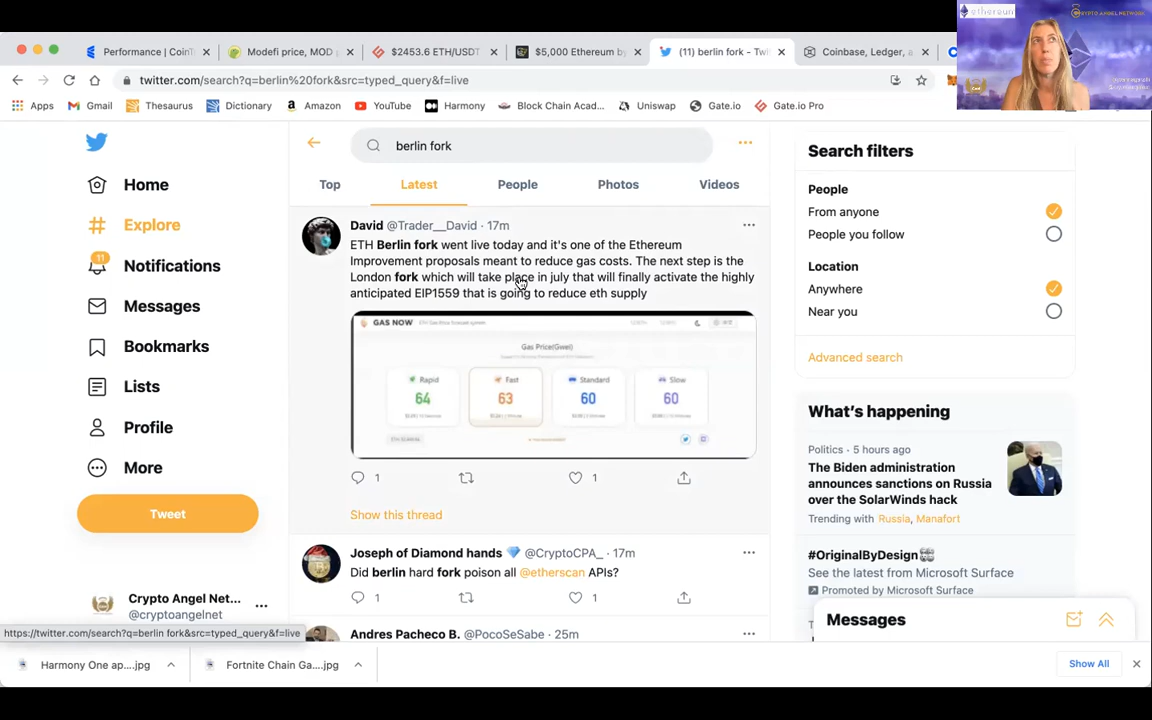 Performance | CoinT
Modefi price, MOD
$2453.6 ETH/USDT
$5,000 Ethereum by
(11) berlin fork - Twi
Coinbase, Ledger, a
twitter.com/search?q=berlin%20fork&src=typed_query&f=live
Apps
Gmail
Thesaurus
Dictionary
Amazon
YouTube
Harmony
Block Chain Acad...
Uniswap
Gate.io
Gate.io Pro
ethereum
CRYPTO ANGEL NETWORK
Home
Explore
11
Notifications
Messages
Bookmarks
Lists
Profile
More
Tweet
Crypto Angel Net...
@cryptoangelnet
berlin fork
Top
Latest
People
Photos
Videos
David @Trader__David · 17m
ETH Berlin fork went live today and it's one of the Ethereum
Improvement proposals meant to reduce gas costs. The next step is the
London fork which will take place in july that will finally activate the highly
anticipated EIP1559 that is going to reduce eth supply
GAS NOW
Gas Price(Gwei)
Rapid
64
Fast
63
Standard
60
Slow
60
1
1
Show this thread
Joseph of Diamond hands @CryptoCPA_ · 17m
Did berlin hard fork poison all @etherscan APIs?
1
1
Andres Pacheco B. @PocoSeSabe · 25m
Search filters
People
From anyone
People you follow
Location
Anywhere
Near you
Advanced search
What's happening
Politics · 5 hours ago
The Biden administration
announces sanctions on Russia
over the SolarWinds hack
Trending with Russia, Manafort
#OriginalByDesign
See the latest from Microsoft Surface
Promoted by Microsoft Surface
Messages
https://twitter.com/search?q=berlin fork&src=typed_query&f=live
Harmony One ap....jpg
Fortnite Chain Ga....jpg
Show All